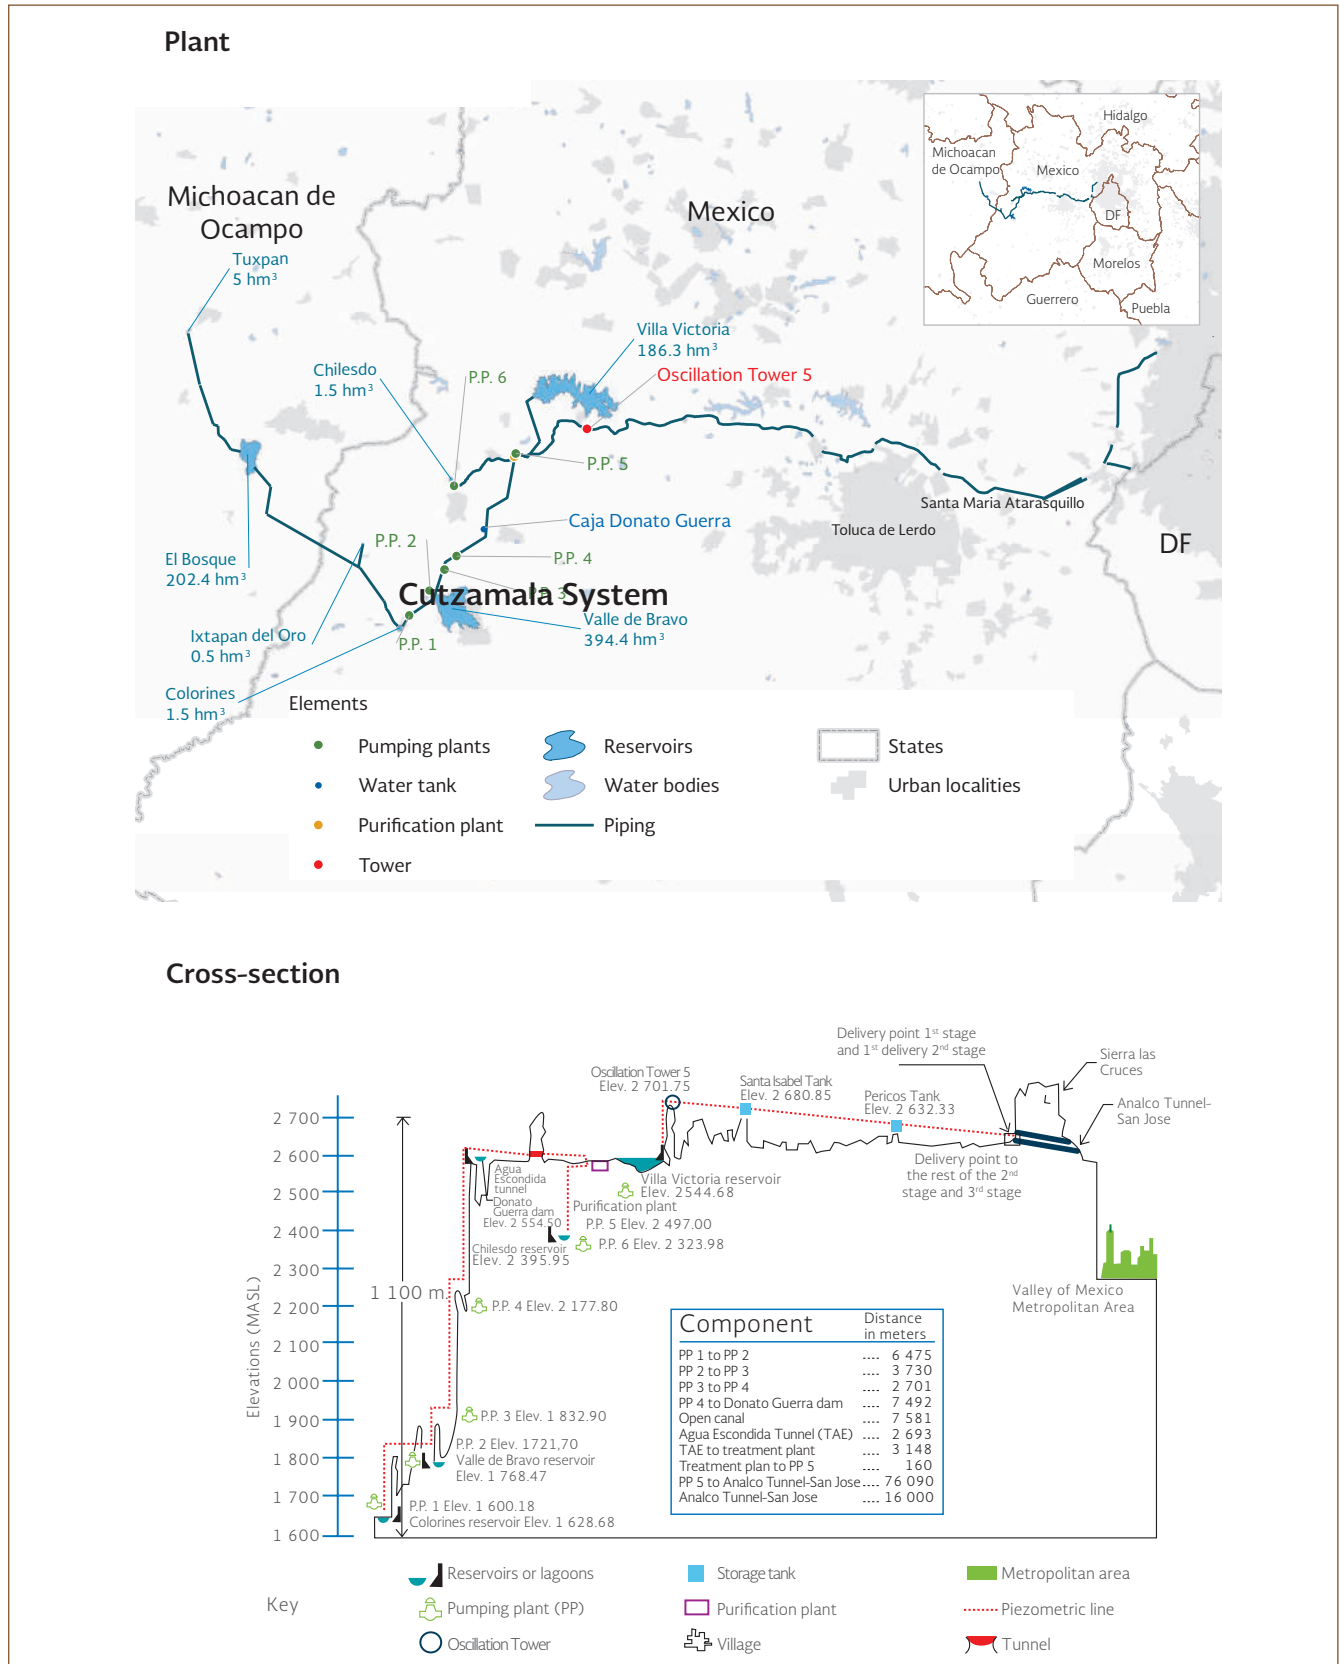 Plant
Hidalgo
Michoacan
de Ocampo
Mexico
DF
Morelos
Guerrero
Puebla
Michoacan de
Ocampo
Mexico
Tuxpan
5 hm³
Villa Victoria
186.3 hm³
Chilesdo
1.5 hm³
P.P. 6
Oscillation Tower 5
P.P. 5
Santa Maria Atarasquillo
Caja Donato Guerra
Toluca de Lerdo
DF
P.P. 2
El Bosque
202.4 hm³
P.P. 4
P.P. 3
Cutzamala System
Valle de Bravo
394.4 hm³
Ixtapan del Oro
0.5 hm³
P.P. 1
Colorines
1.5 hm³
Elements
Pumping plants
Reservoirs
States
Water tank
Water bodies
Urban localities
Purification plant
Piping
Tower
Cross-section
Delivery point 1st stage
and 1st delivery 2nd stage
Sierra las
Cruces
Oscillation Tower 5
Elev. 2 701.75
Santa Isabel Tank
Elev. 2 680.85
Pericos Tank
Elev. 2 632.33
Analco Tunnel-
San Jose
Elevations (MASL)
2 700
2 600
2 500
2 400
2 300
2 200
2 100
2 000
1 900
1 800
1 700
1 600
1 100 m.
Agua
Escondida
tunnel
Donato
Guerra dam
Elev. 2 554.50
Villa Victoria reservoir
Elev. 2544.68
Delivery point to
the rest of the 2nd
stage and 3rd stage
Purification plant
P.P. 5 Elev. 2 497.00
P.P. 6 Elev. 2 323.98
Chilesdo reservoir
Elev. 2 395.95
Valley of Mexico
Metropolitan Area
P.P. 4 Elev. 2 177.80
P.P. 3 Elev. 1 832.90
P.P. 2 Elev. 1721,70
Valle de Bravo reservoir
Elev. 1 768.47
P.P. 1 Elev. 1 600.18
Colorines reservoir Elev. 1 628.68
Component Distance in meters
PP 1 to PP 2 .... 6 475
PP 2 to PP 3 .... 3 730
PP 3 to PP 4 .... 2 701
PP 4 to Donato Guerra dam .... 7 492
Open canal .... 7 581
Agua Escondida Tunnel (TAE) .... 2 693
TAE to treatment plant .... 3 148
Treatment plan to PP 5 .... 160
PP 5 to Analco Tunnel-San Jose .... 76 090
Analco Tunnel-San Jose .... 16 000
Key
Reservoirs or lagoons
Storage tank
Metropolitan area
Pumping plant (PP)
Purification plant
Piezometric line
Oscillation Tower
Village
Tunnel